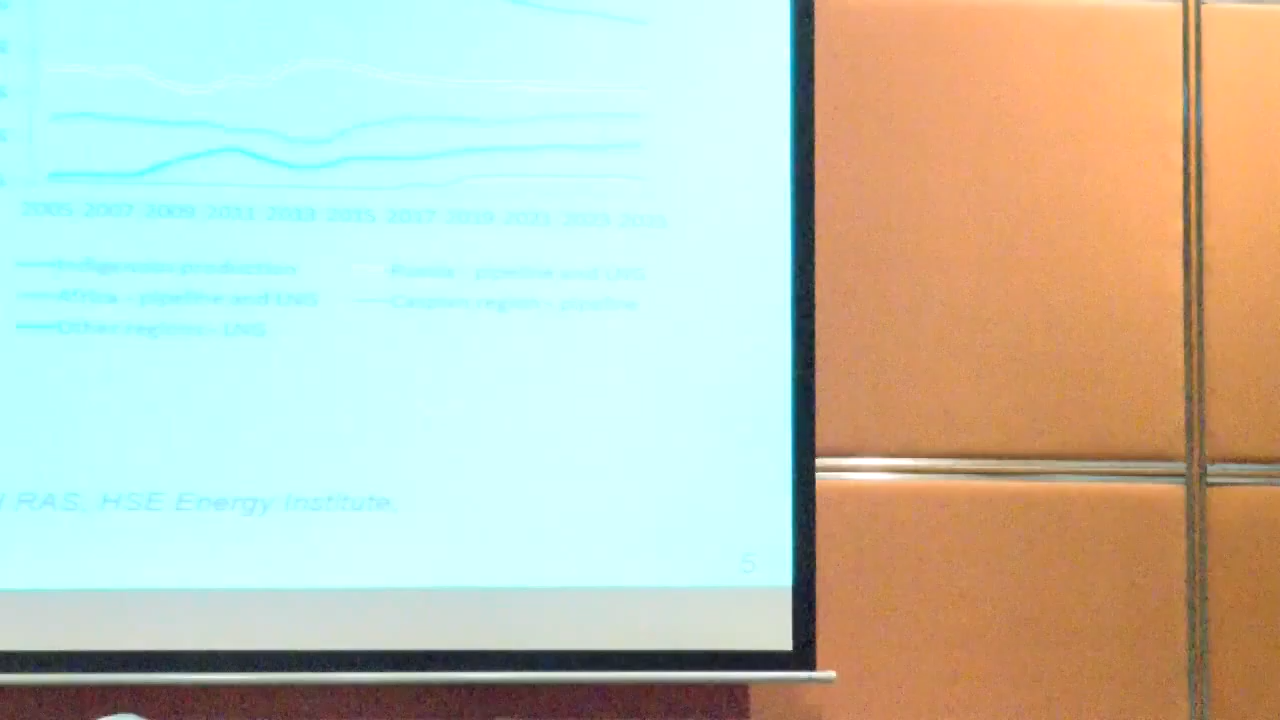 2005 2007 2009 2011 2013 2015 2017 2019 2021 2023
Indigenous production
Russia - pipeline and LNG
Africa - pipeline and LNG
Caspian region - pipeline
Other regions - LNG
RAS, HSE Energy Institute.
5